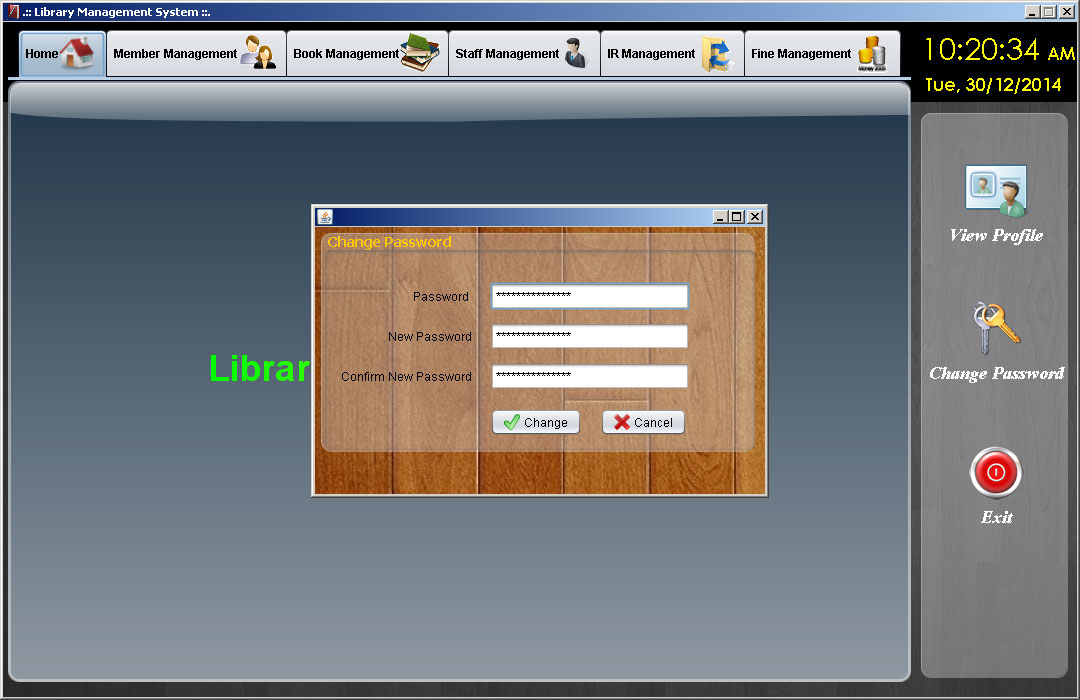 .:: Library Management System ::.
Home
Member Management
Book Management
Staff Management
IR Management
Fine Management
Money 2005
10:20:34 AM
Tue, 30/12/2014
View Profile
Change Password
Exit
Librar
Change Password
Password
***************
New Password
***************
Confirm New Password
***************
Change
Cancel